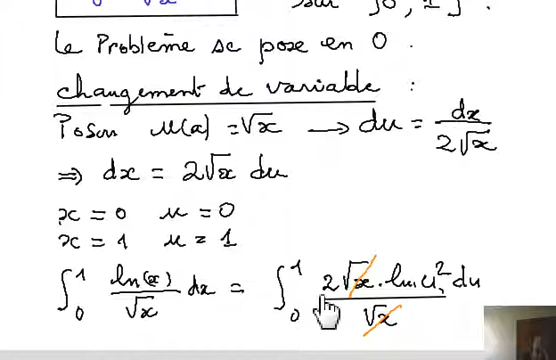 sur ]0, 1].
le Problème se pose en 0.
changement de variable :
Poson u(x) = √x ⟶ du = dx / 2√x
⇒ dx = 2√x du
x = 0 u = 0
x = 1 u = 1
∫₀¹ ln(x)/√x dx = ∫₀¹ 2√x · ln u² du / √x